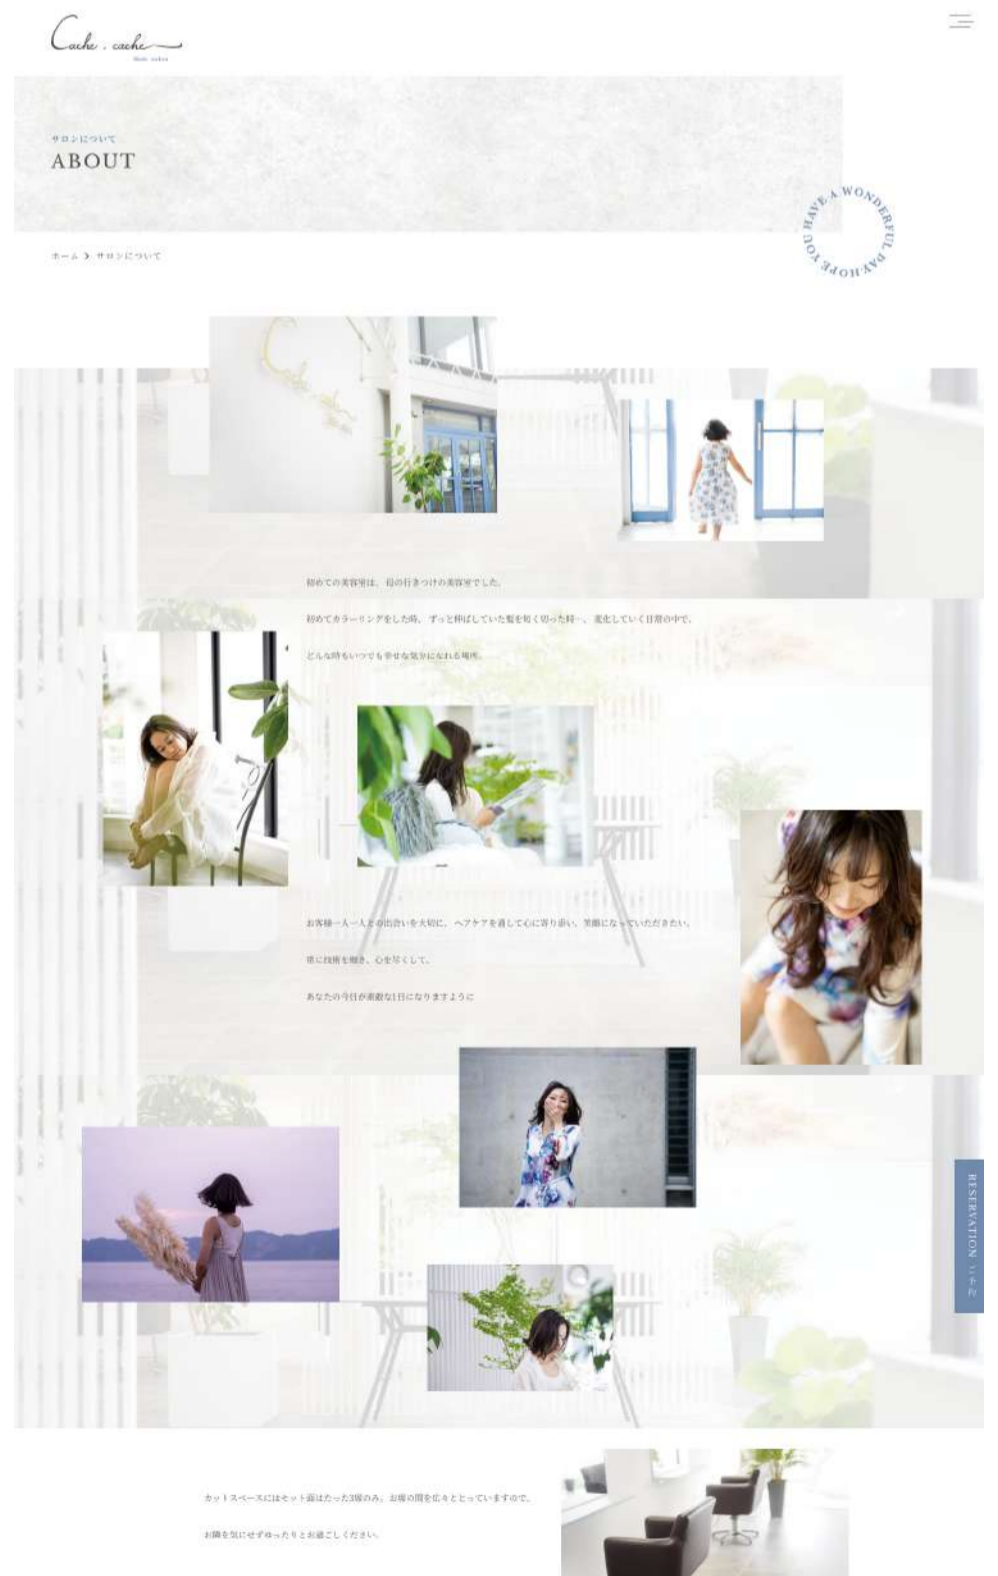 Cache.cache
Hair salon
サロンについて
ABOUT
HOPE YOU HAVE A WONDERFUL DAY.
ホーム > サロンについて
初めての美容室は、母の行きつけの美容室でした。
初めてカラーリングをした時、ずっと伸ばしていた髪を短く切った時…、変化していく日常の中で、
どんな時もいつでも幸せな気分になれる場所。
お客様一人一人との出会いを大切に、ヘアケアを通して心に寄り添い、笑顔になっていただきたい。
常に技術を磨き、心を尽くして。
あなたの今日が素敵な1日になりますように
RESERVATION ご予約
カットスペースにはセット面はたった3席のみ。お席の間を広々ととっていますので、
お隣を気にせずゆったりとお過ごしください。